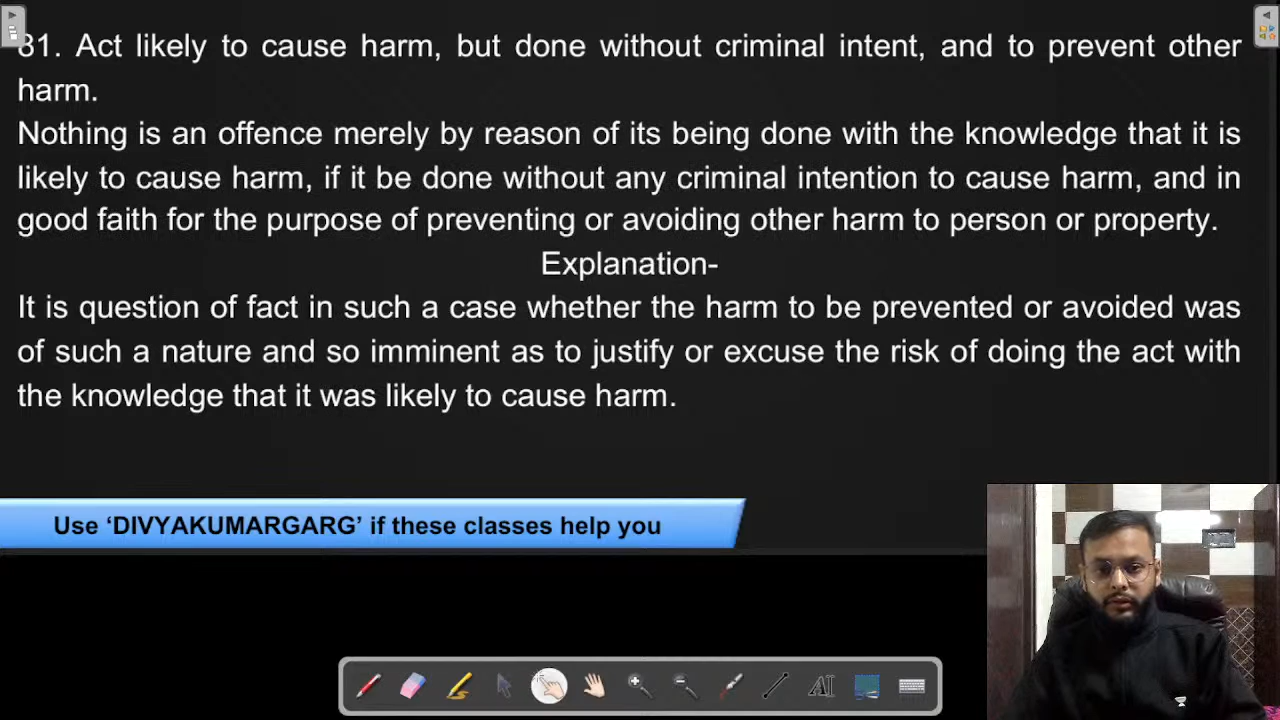 81. Act likely to cause harm, but done without criminal intent, and to prevent other
harm.
Nothing is an offence merely by reason of its being done with the knowledge that it is
likely to cause harm, if it be done without any criminal intention to cause harm, and in
good faith for the purpose of preventing or avoiding other harm to person or property.
Explanation-
It is question of fact in such a case whether the harm to be prevented or avoided was
of such a nature and so imminent as to justify or excuse the risk of doing the act with
the knowledge that it was likely to cause harm.
Use ‘DIVYAKUMARGARG’ if these classes help you
AI